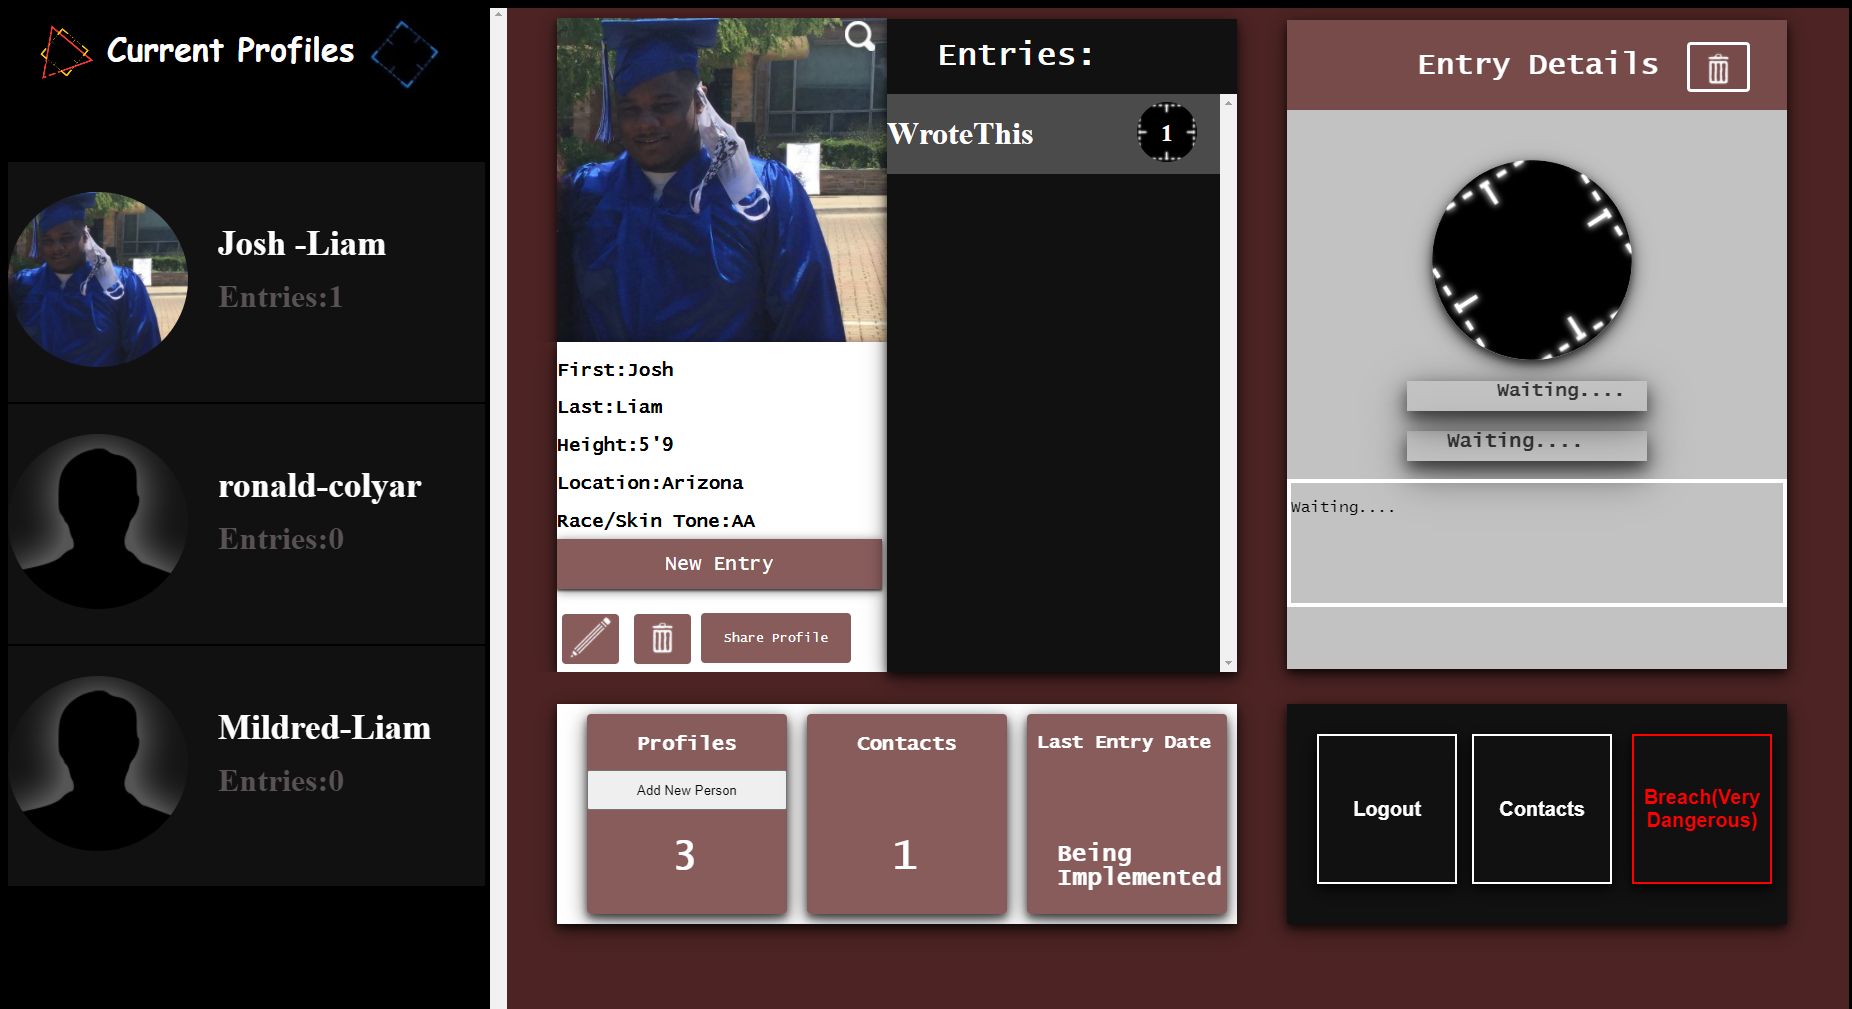 Current Profiles
Josh -Liam
Entries:1
ronald-colyar
Entries:0
Mildred-Liam
Entries:0
First:Josh
Last:Liam
Height:5'9
Location:Arizona
Race/Skin Tone:AA
New Entry
Share Profile
Entries:
WroteThis
1
Entry Details
Waiting....
Waiting....
Waiting....
Profiles
Add New Person
3
Contacts
1
Last Entry Date
Being
Implemented
Logout
Contacts
Breach(Very
Dangerous)